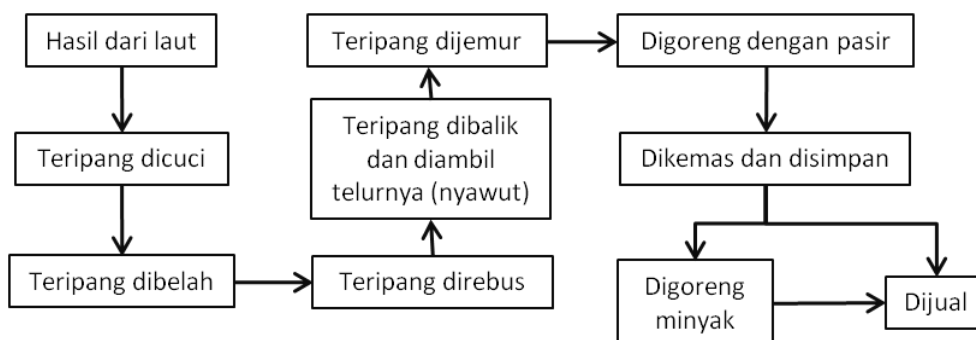 Hasil dari laut
Teripang dicuci
Teripang dibelah
Teripang direbus
Teripang dibalik
dan diambil
telurnya (nyawut)
Teripang dijemur
Digoreng dengan pasir
Dikemas dan disimpan
Digoreng
minyak
Dijual